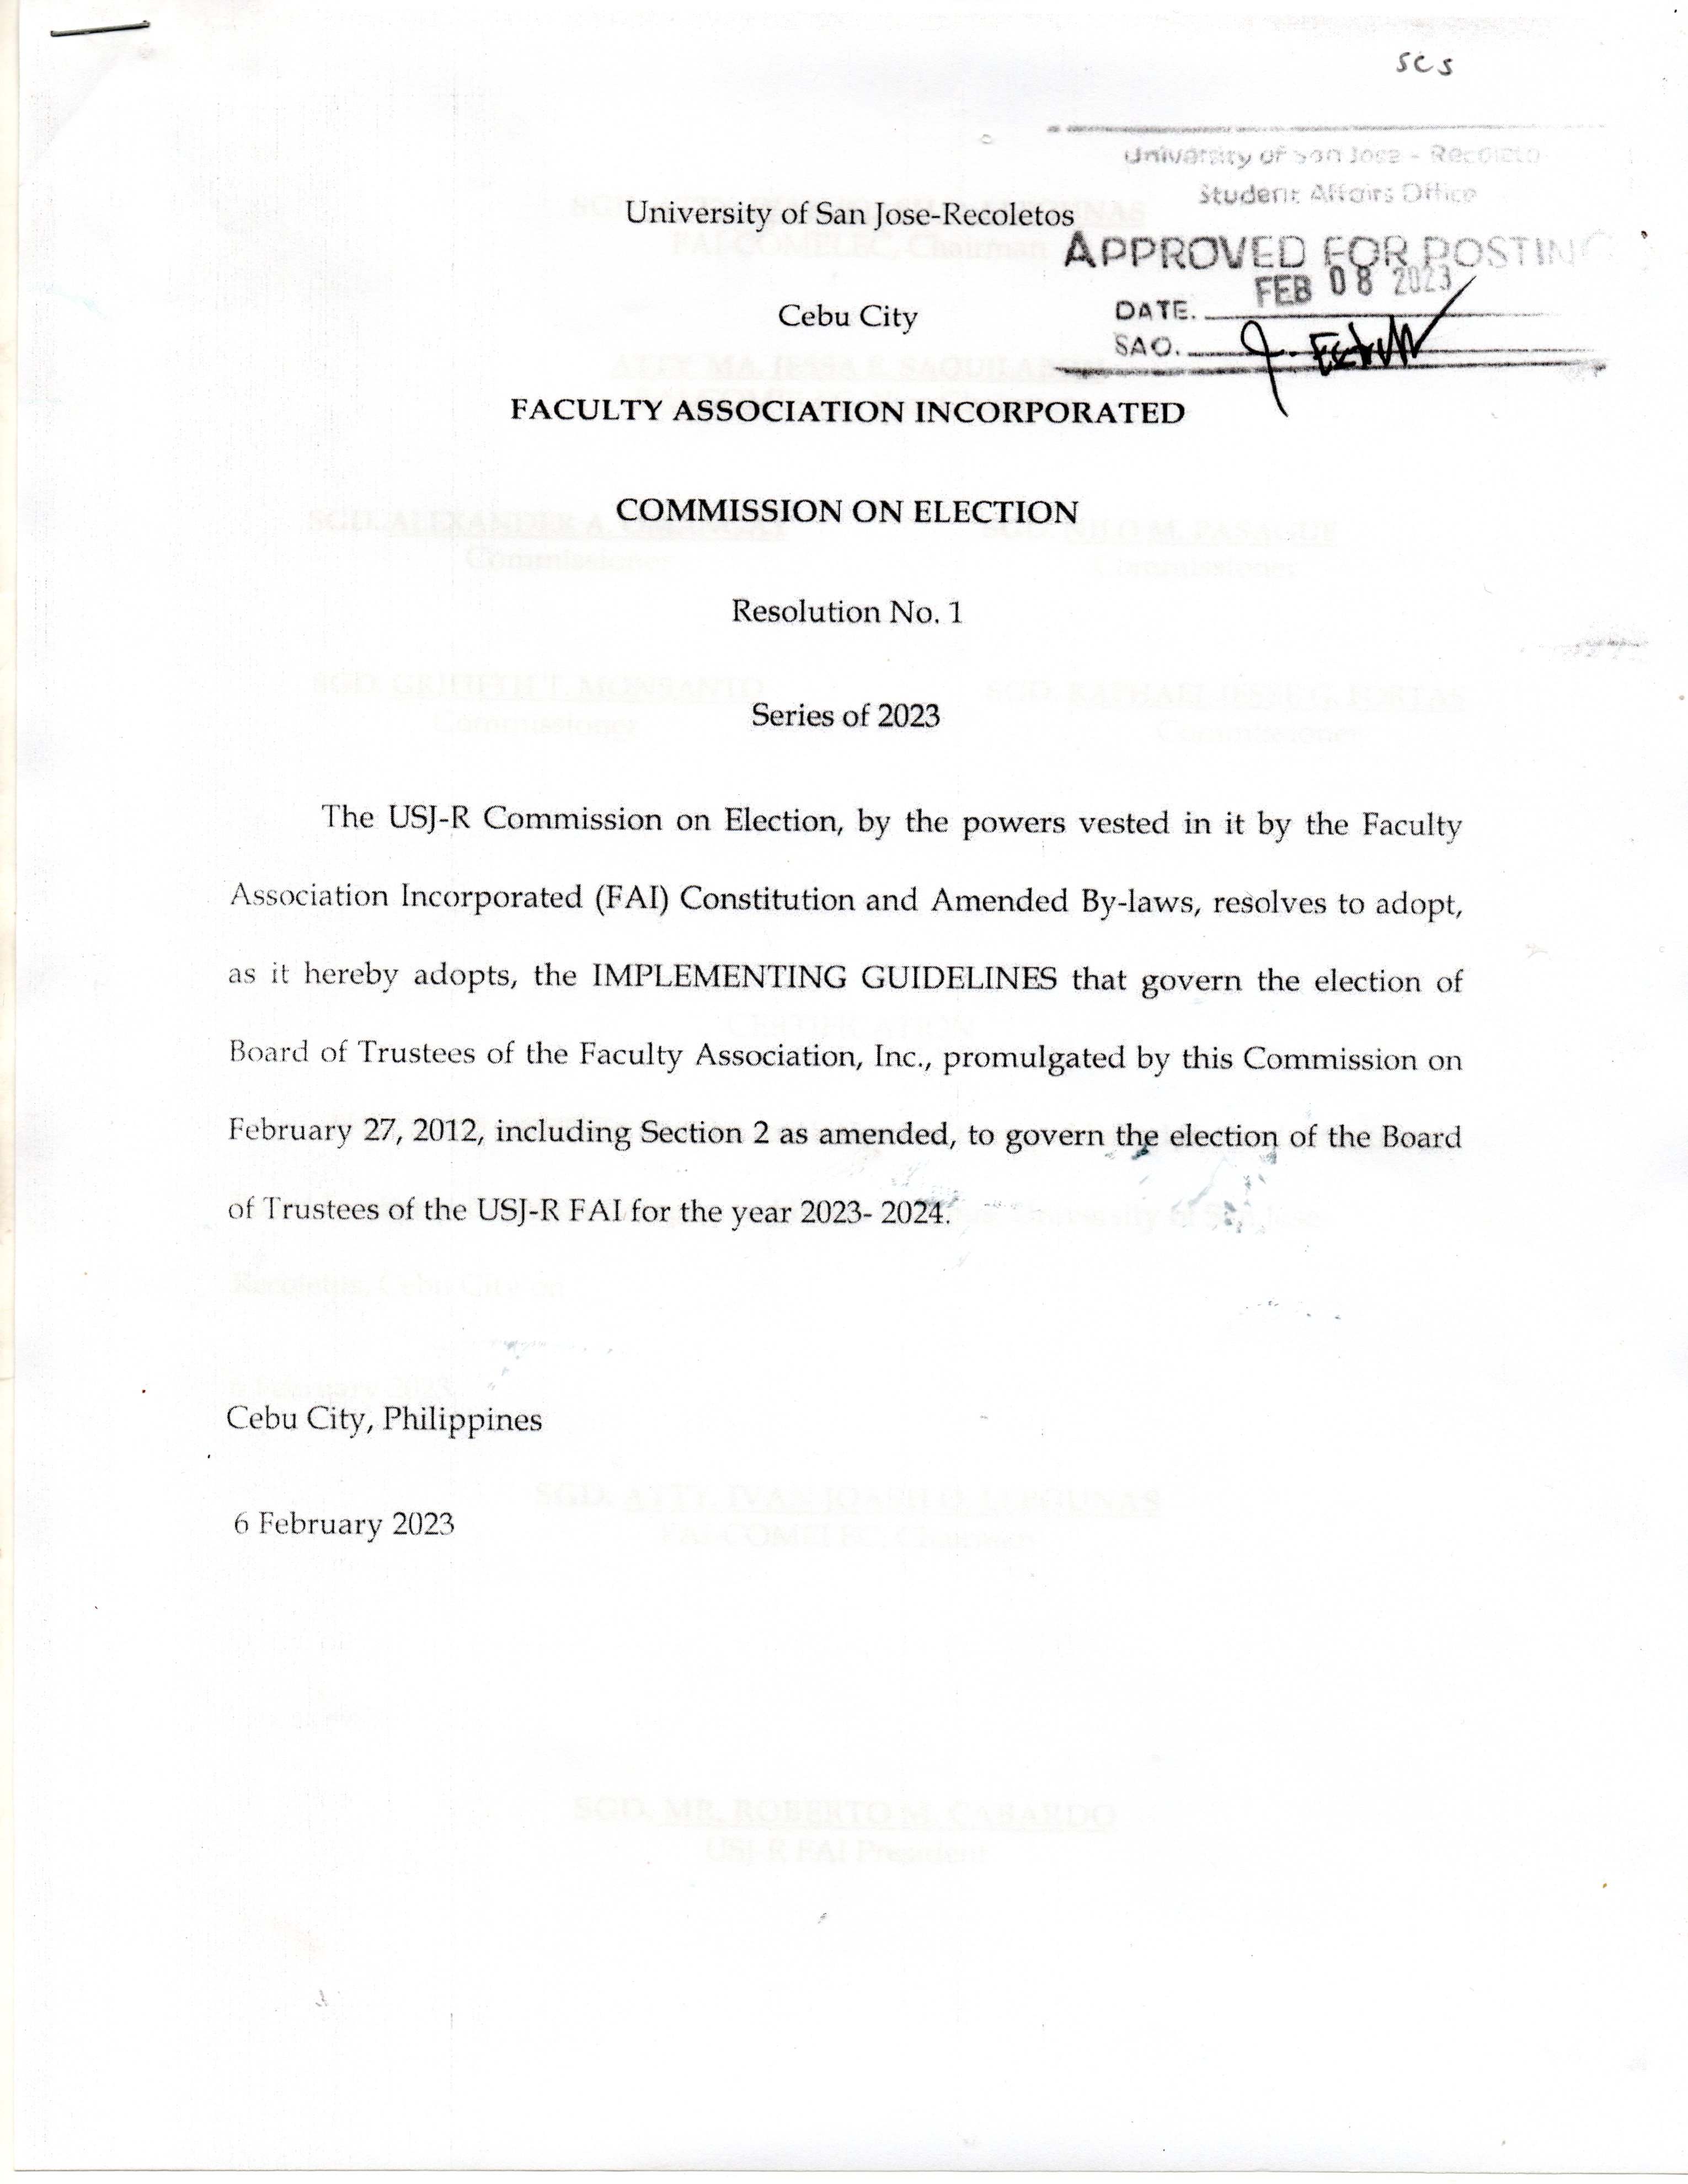 SCS
University of San Jose - Recoleto
Student Affairs Office
APPROVED FOR POSTING
FEB 08 2023
DATE.
SAO.
University of San Jose-Recoletos
Cebu City
FACULTY ASSOCIATION INCORPORATED
COMMISSION ON ELECTION
Resolution No. 1
Series of 2023
The USJ-R Commission on Election, by the powers vested in it by the Faculty
Association Incorporated (FAI) Constitution and Amended By-laws, resolves to adopt,
as it hereby adopts, the IMPLEMENTING GUIDELINES that govern the election of
Board of Trustees of the Faculty Association, Inc., promulgated by this Commission on
February 27, 2012, including Section 2 as amended, to govern the election of the Board
of Trustees of the USJ-R FAI for the year 2023- 2024.
Cebu City, Philippines
6 February 2023